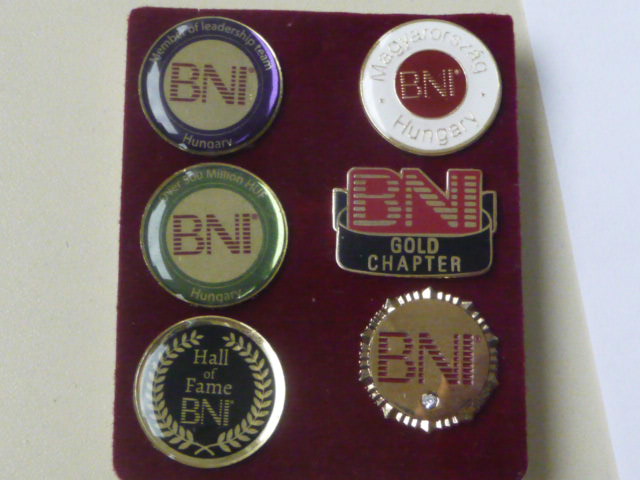 Member of leadership team
BNI®
Hungary
Magyarország
BNI®
Hungary
Over 500 Million HUF
BNI®
Hungary
BNI
GOLD
CHAPTER
Hall
of
Fame
BNI®
BNI®